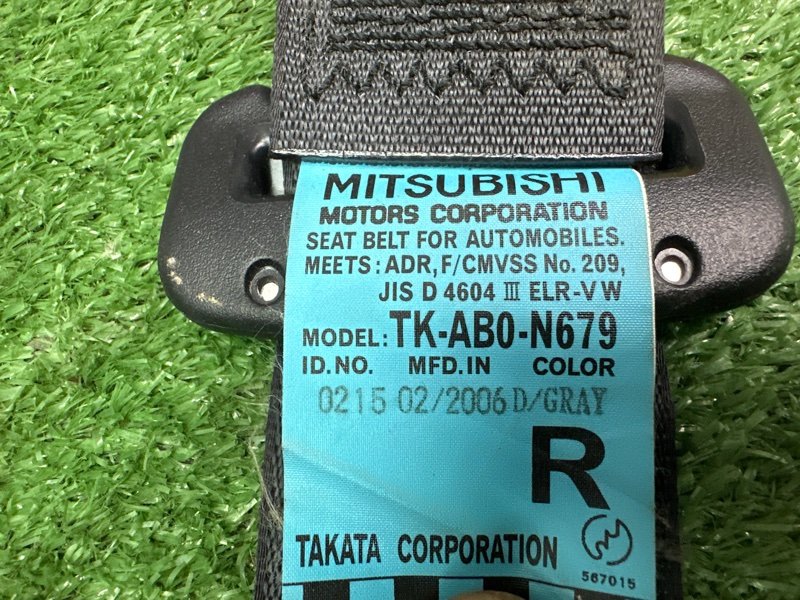 MITSUBISHI
MOTORS CORPORATION
SEAT BELT FOR AUTOMOBILES.
MEETS: ADR, F/CMVSS No. 209,
JIS D 4604 Ⅲ ELR-V W
MODEL: TK-AB0-N679
ID.NO. MFD.IN COLOR
0215 02/2006 D/GRAY
R
TAKATA CORPORATION
567015